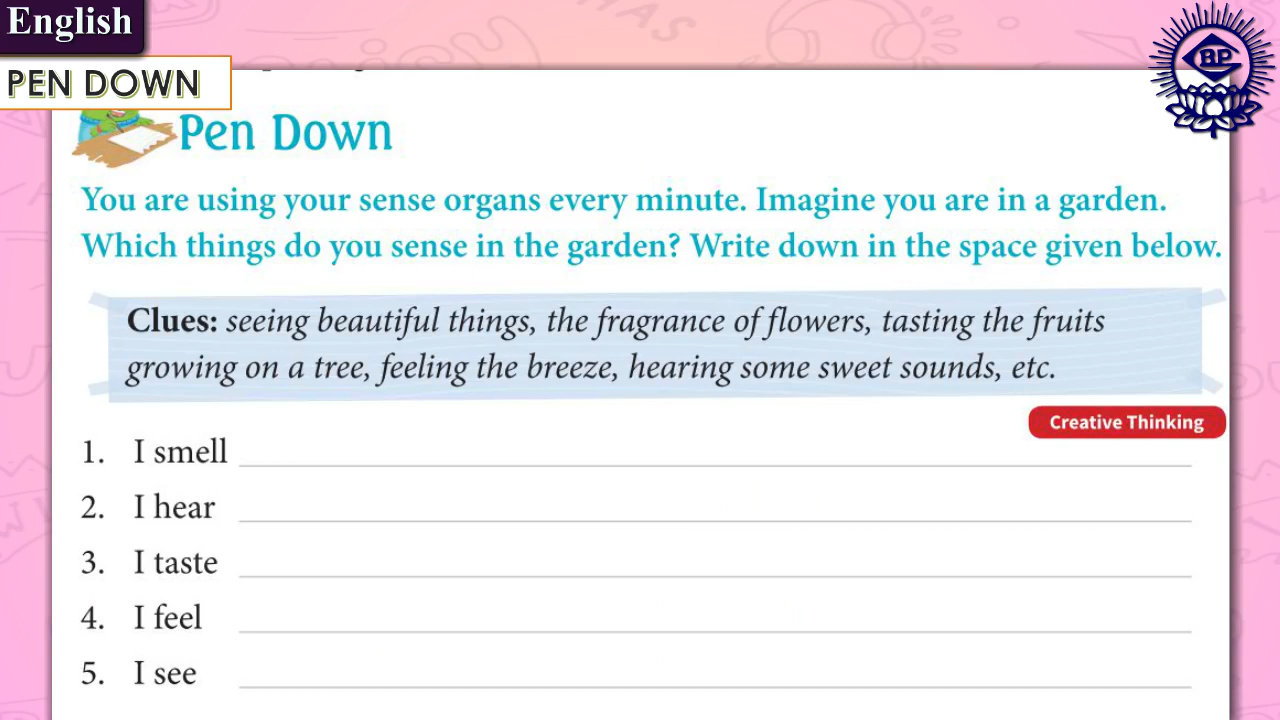 English
PEN DOWN
BP
Pen Down
You are using your sense organs every minute. Imagine you are in a garden.
Which things do you sense in the garden? Write down in the space given below.
Clues: seeing beautiful things, the fragrance of flowers, tasting the fruits
growing on a tree, feeling the breeze, hearing some sweet sounds, etc.
Creative Thinking
1. I smell
2. I hear
3. I taste
4. I feel
5. I see